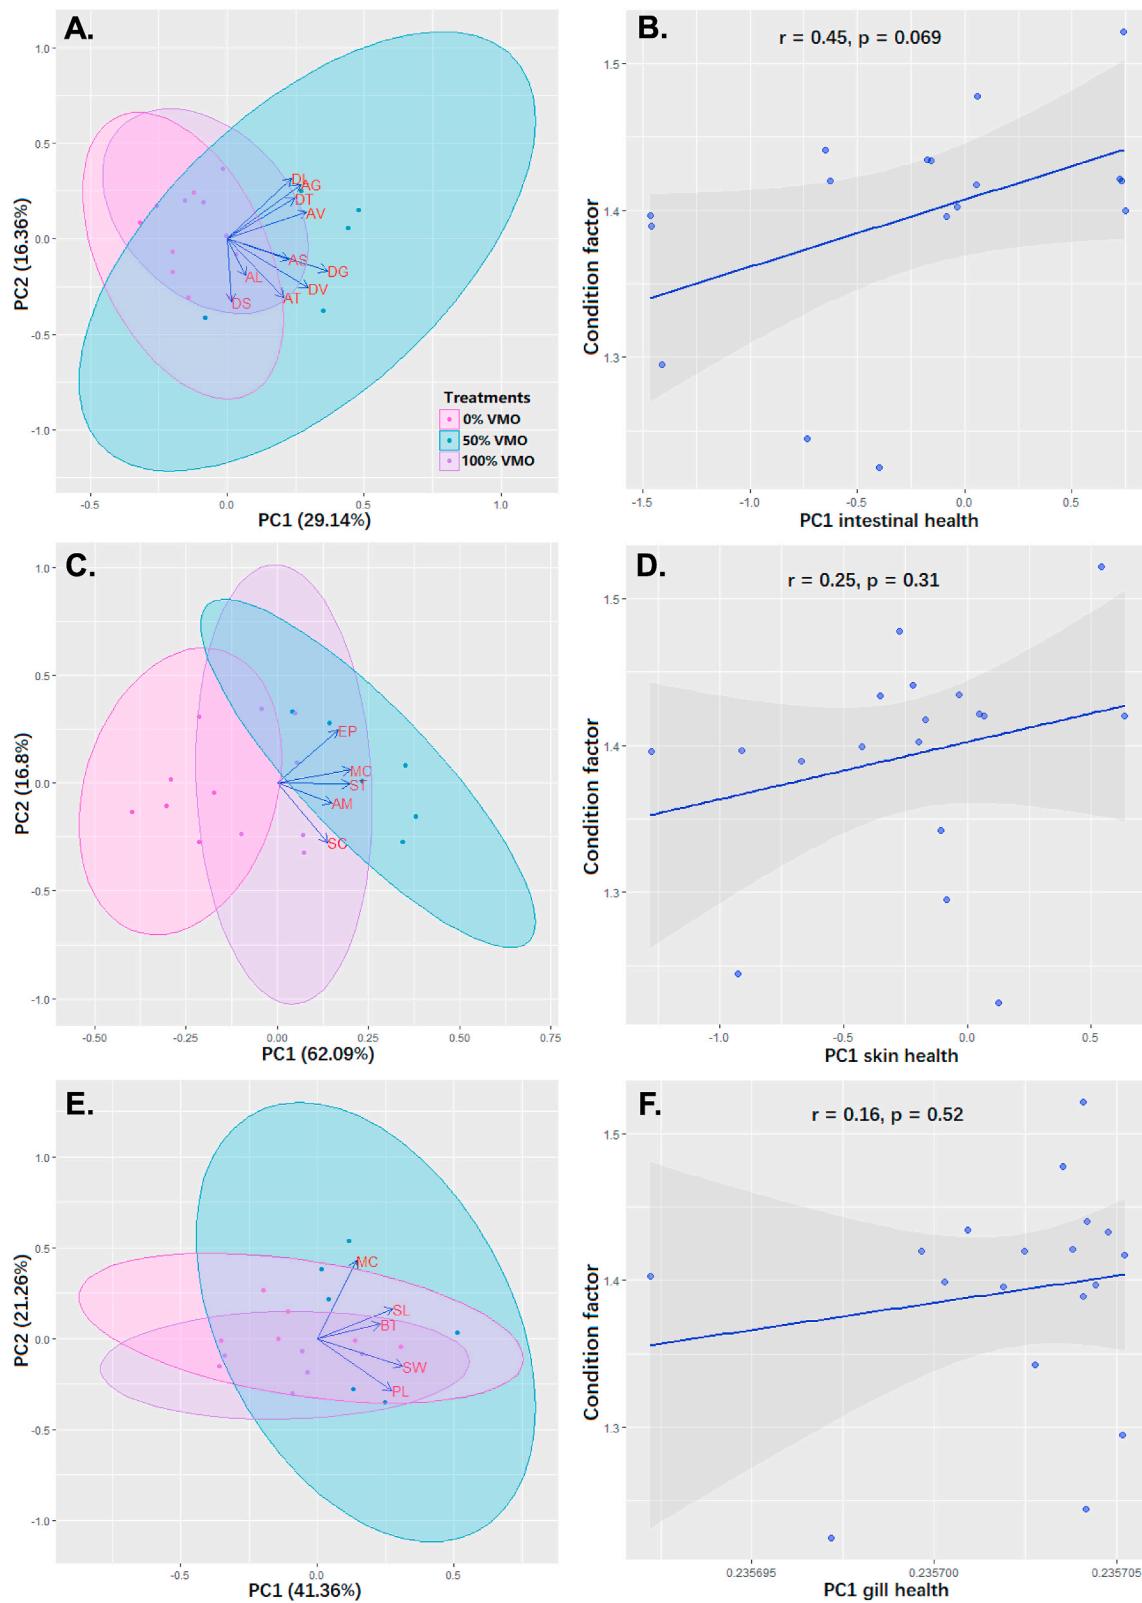 A.
PC2 (16.36%)
1.0
0.5
0.0
-0.5
-1.0
DL
AG
DT
AV
AS
DG
AL
DV
AT
DS
Treatments
0% VMO
50% VMO
100% VMO
-0.5
0.0
0.5
1.0
PC1 (29.14%)
B.
r = 0.45, p = 0.069
Condition factor
1.5
1.4
1.3
-1.5
-1.0
-0.5
0.0
0.5
PC1 intestinal health
C.
PC2 (16.8%)
1.0
0.5
0.0
-0.5
-1.0
EP
MC
ST
AM
SC
-0.50
-0.25
0.00
0.25
0.50
0.75
PC1 (62.09%)
D.
r = 0.25, p = 0.31
Condition factor
1.5
1.4
1.3
-1.0
-0.5
0.0
0.5
PC1 skin health
E.
PC2 (21.26%)
1.0
0.5
0.0
-0.5
-1.0
MC
SL
BT
SW
PL
-0.5
0.0
0.5
PC1 (41.36%)
F.
r = 0.16, p = 0.52
Condition factor
1.5
1.4
1.3
0.235695
0.235700
0.235705
PC1 gill health